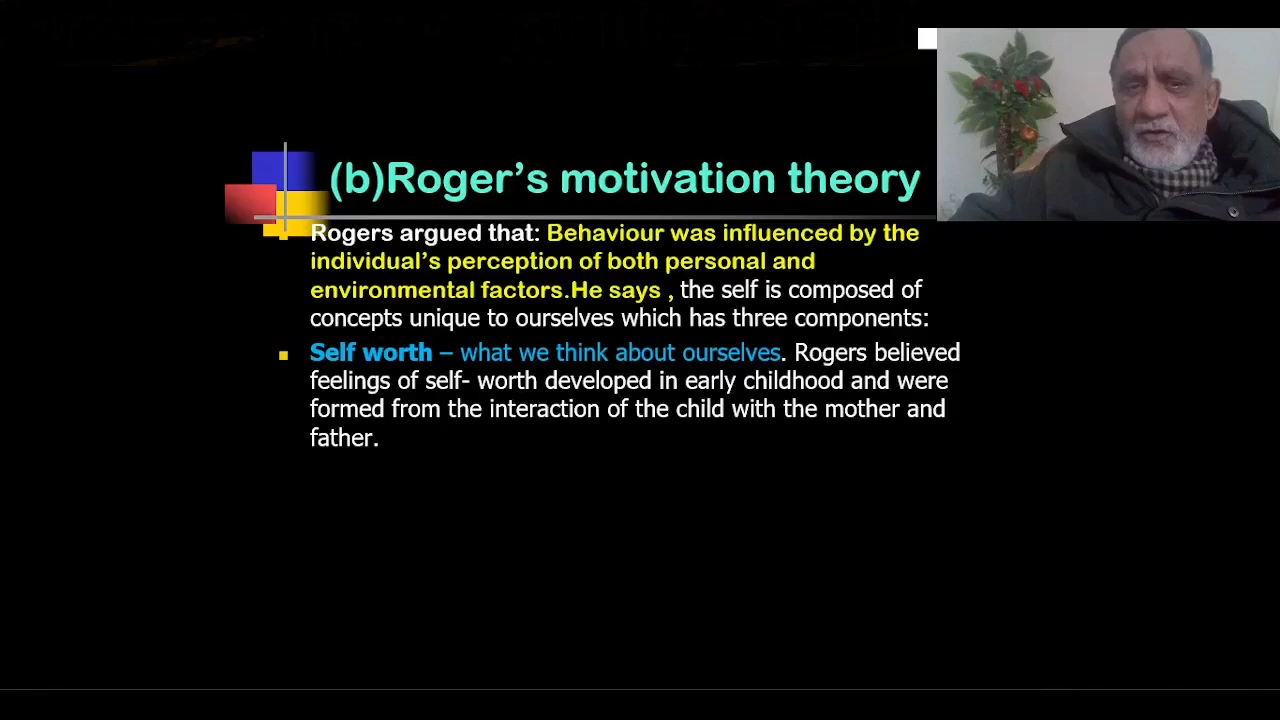 (b)Roger’s motivation theory
Rogers argued that: Behaviour was influenced by the
individual’s perception of both personal and
environmental factors.He says , the self is composed of
concepts unique to ourselves which has three components:
Self worth – what we think about ourselves. Rogers believed
feelings of self- worth developed in early childhood and were
formed from the interaction of the child with the mother and
father.